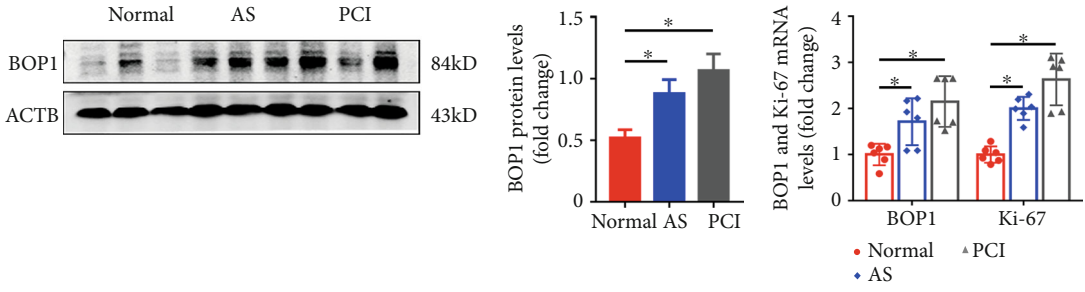 Normal AS PCI
BOP1 84kD
ACTB 43kD
BOP1 protein levels
(fold change)
1.5
1.0
0.5
0
* *
Normal AS PCI
BOP1 and Ki-67 mRNA
levels (fold change)
4
3
2
1
0
* * * *
BOP1 Ki-67
Normal PCI
AS